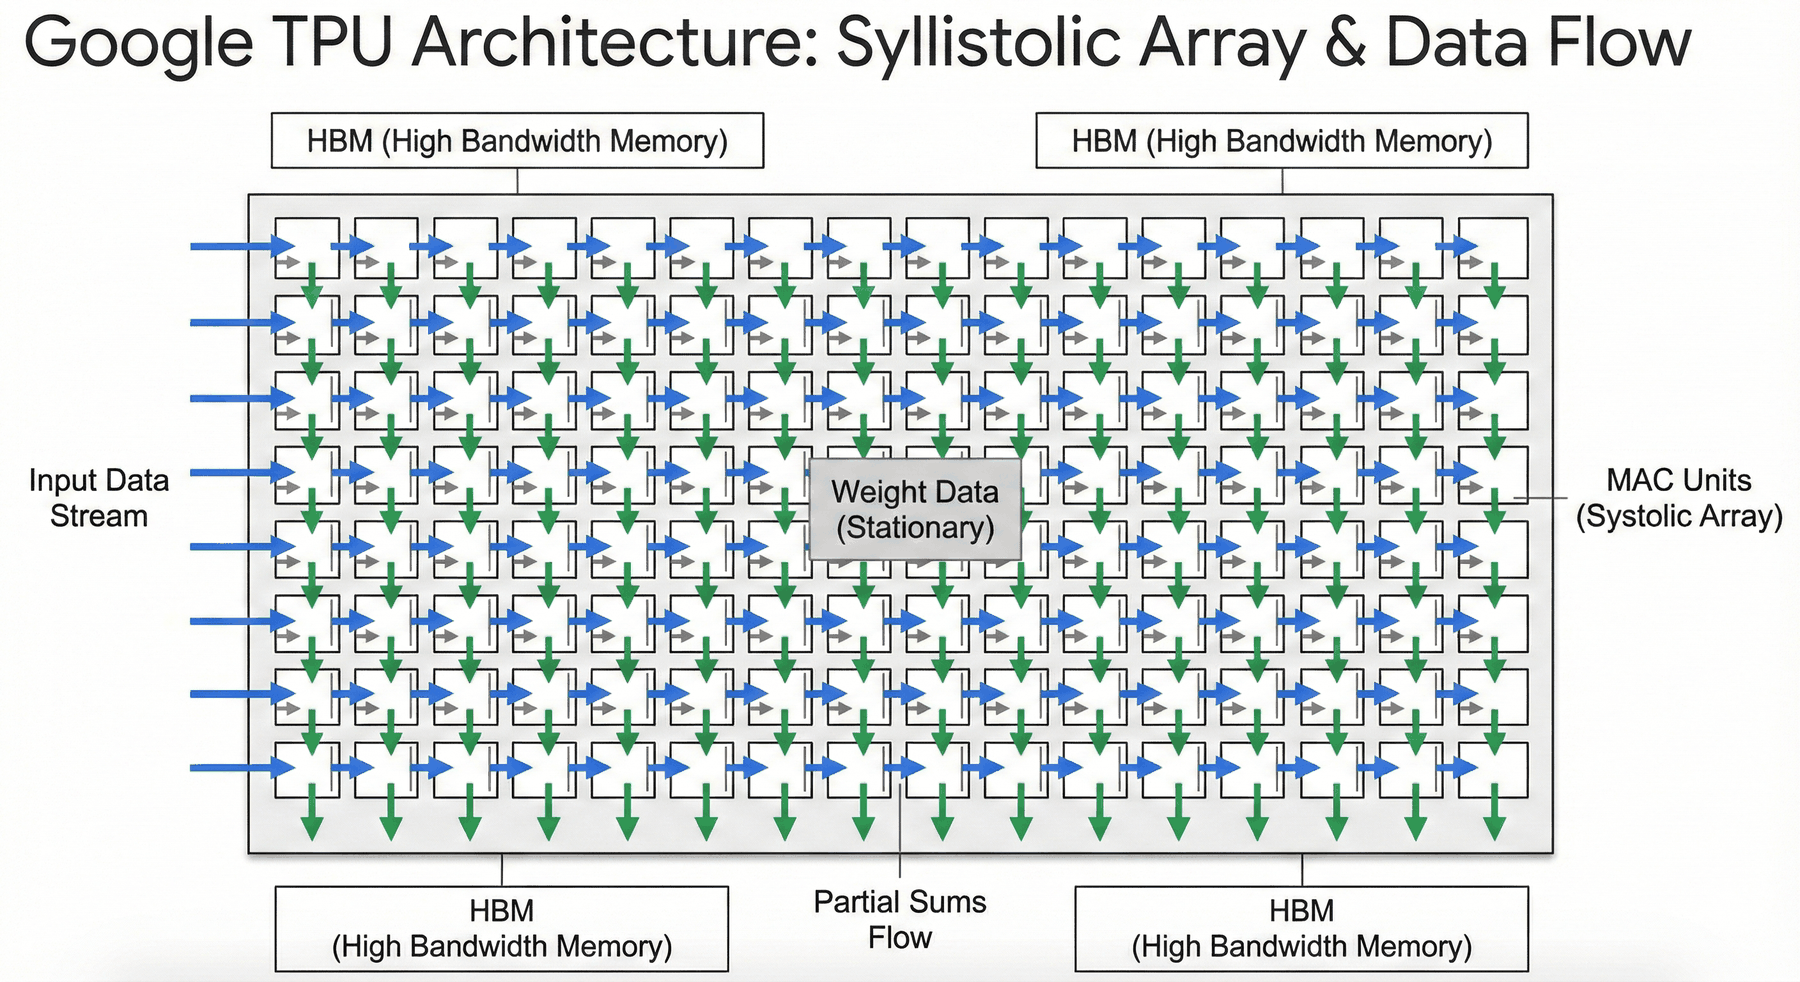 Google TPU Architecture: Syllistolic Array & Data Flow
HBM (High Bandwidth Memory)
HBM (High Bandwidth Memory)
Input Data
Stream
Weight Data
(Stationary)
MAC Units
(Systolic Array)
HBM
(High Bandwidth Memory)
Partial Sums
Flow
HBM
(High Bandwidth Memory)